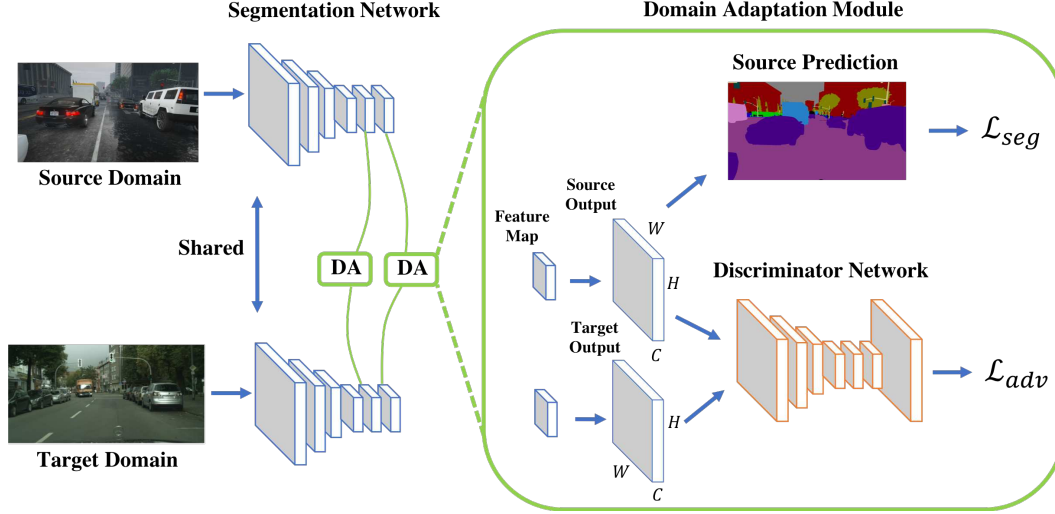 Segmentation Network
Domain Adaptation Module
Source Domain
Shared
Target Domain
DA
DA
Source Prediction
ℒseg
Source
Output
Feature
Map
W
H
C
Discriminator Network
Target
Output
H
W
C
ℒadv